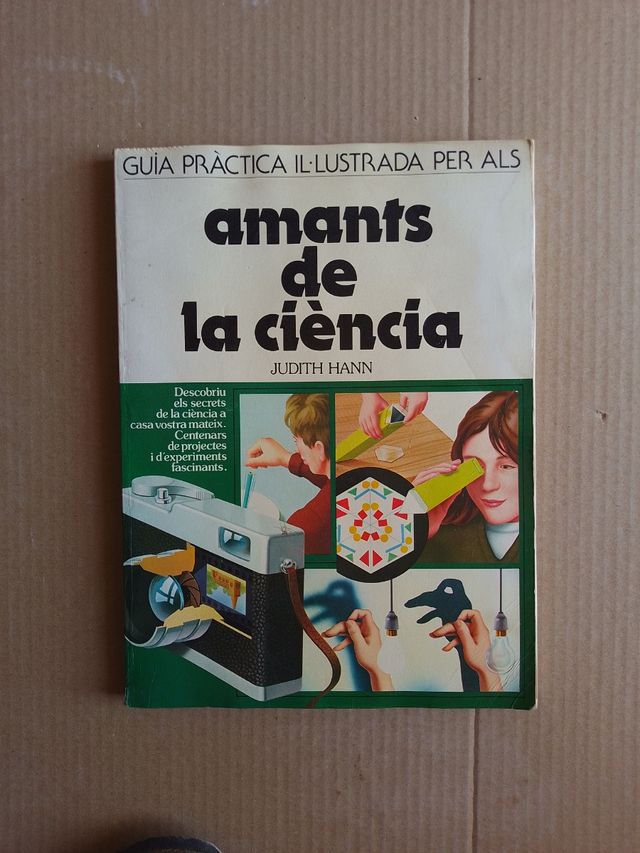 GUIA PRÀCTICA IL·LUSTRADA PER ALS
amants
de
la ciència
JUDITH HANN
Descobriu
els secrets
de la ciència a
casa vostra mateix.
Centenars
de projectes
i d'experiments
fascinants.